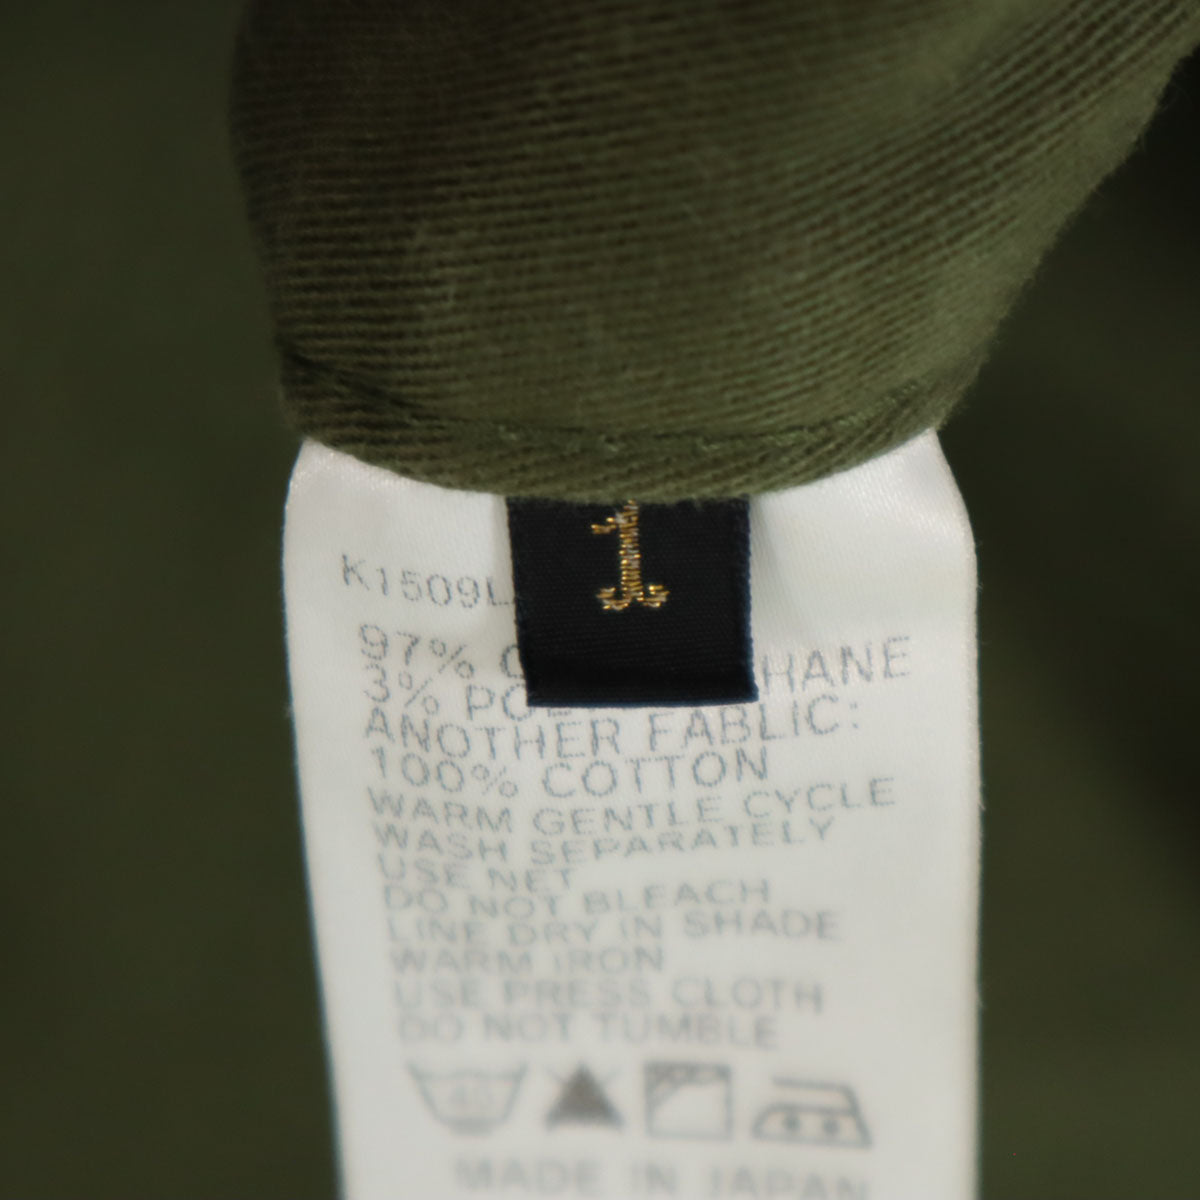 1
K1509L
97%
3%
HANE
ANOTHER FABLIC:
100% COTTON
WARM GENTLE CYCLE
WASH SEPARATELY
USE NET
DO NOT BLEACH
LINE DRY IN SHADE
WARM IRON
USE PRESS CLOTH
DO NOT TUMBLE
40
MADE IN JAPAN